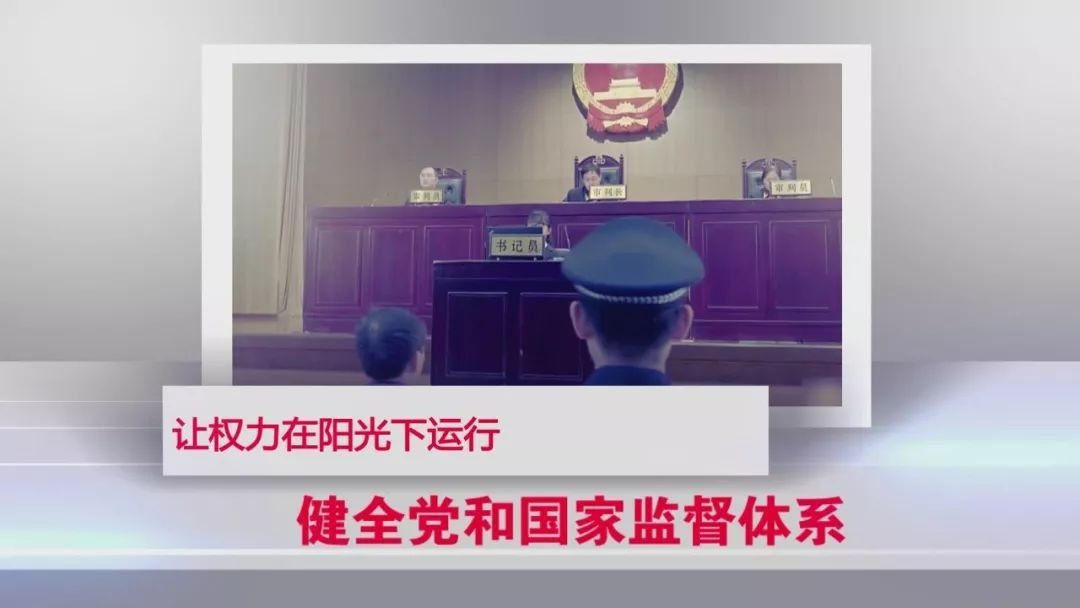 审判员
审判长
审判员
书记员
让权力在阳光下运行
健全党和国家监督体系